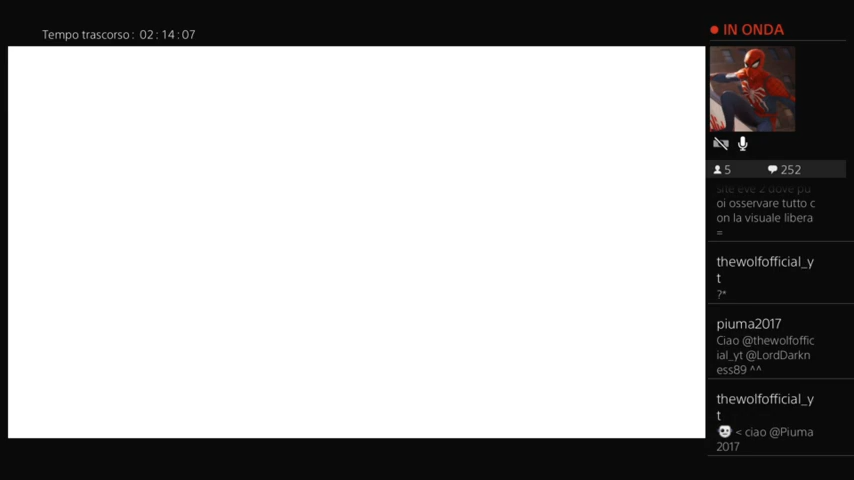 Tempo trascorso: 02:14:07
IN ONDA
5 252
site eve 2 dove pu
oi osservare tutto c
on la visuale libera
=
thewolfofficial_y
t
?*
piuma2017
Ciao @thewolfoffic
ial_yt @LordDarkn
ess89 ^^
thewolfofficial_y
t
< ciao @Piuma
2017